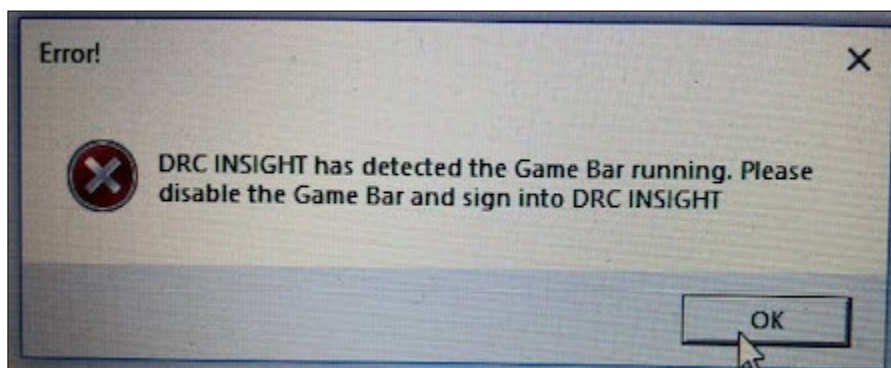 Error!
DRC INSIGHT has detected the Game Bar running. Please
disable the Game Bar and sign into DRC INSIGHT
OK